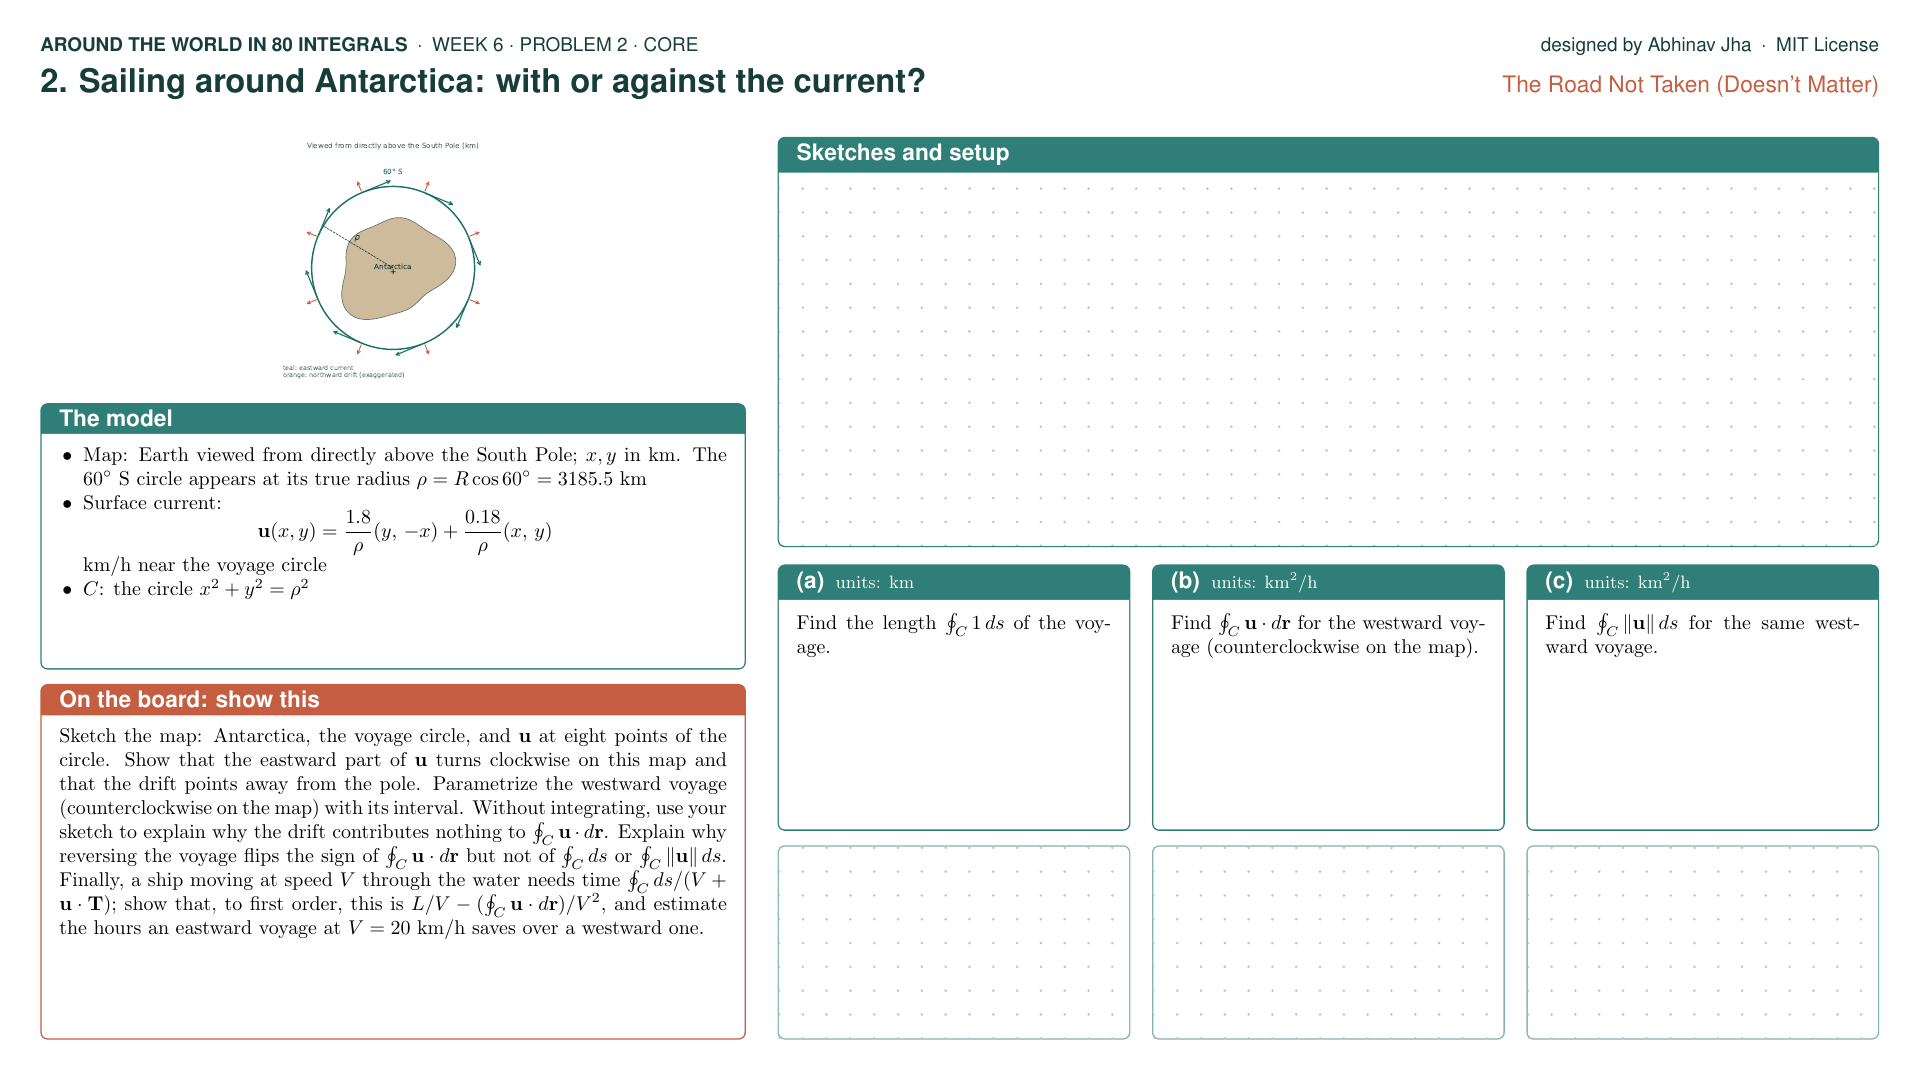 AROUND THE WORLD IN 80 INTEGRALS · WEEK 6 · PROBLEM 2 · CORE
designed by Abhinav Jha · MIT License
2. Sailing around Antarctica: with or against the current?
The Road Not Taken (Doesn't Matter)
Viewed from directly above the South Pole (km)
60° S
ρ
Antarctica
teal: eastward current
orange: northward drift (exaggerated)
The model
• Map: Earth viewed from directly above the South Pole; x, y in km. The
60° S circle appears at its true radius ρ = R cos 60° = 3185.5 km
• Surface current:
u(x, y) = 1.8/ρ (y, −x) + 0.18/ρ (x, y)
km/h near the voyage circle
• C: the circle x² + y² = ρ²
On the board: show this
Sketch the map: Antarctica, the voyage circle, and u at eight points of the
circle. Show that the eastward part of u turns clockwise on this map and
that the drift points away from the pole. Parametrize the westward voyage
(counterclockwise on the map) with its interval. Without integrating, use your
sketch to explain why the drift contributes nothing to ∮_C u · dr. Explain why
reversing the voyage flips the sign of ∮_C u · dr but not of ∮_C ds or ∮_C ‖u‖ ds.
Finally, a ship moving at speed V through the water needs time ∮_C ds/(V +
u · T); show that, to first order, this is L/V − (∮_C u · dr)/V², and estimate
the hours an eastward voyage at V = 20 km/h saves over a westward one.
Sketches and setup
(a) units: km
Find the length ∮_C 1 ds of the voy-
age.
(b) units: km²/h
Find ∮_C u · dr for the westward voy-
age (counterclockwise on the map).
(c) units: km²/h
Find ∮_C ‖u‖ ds for the same west-
ward voyage.